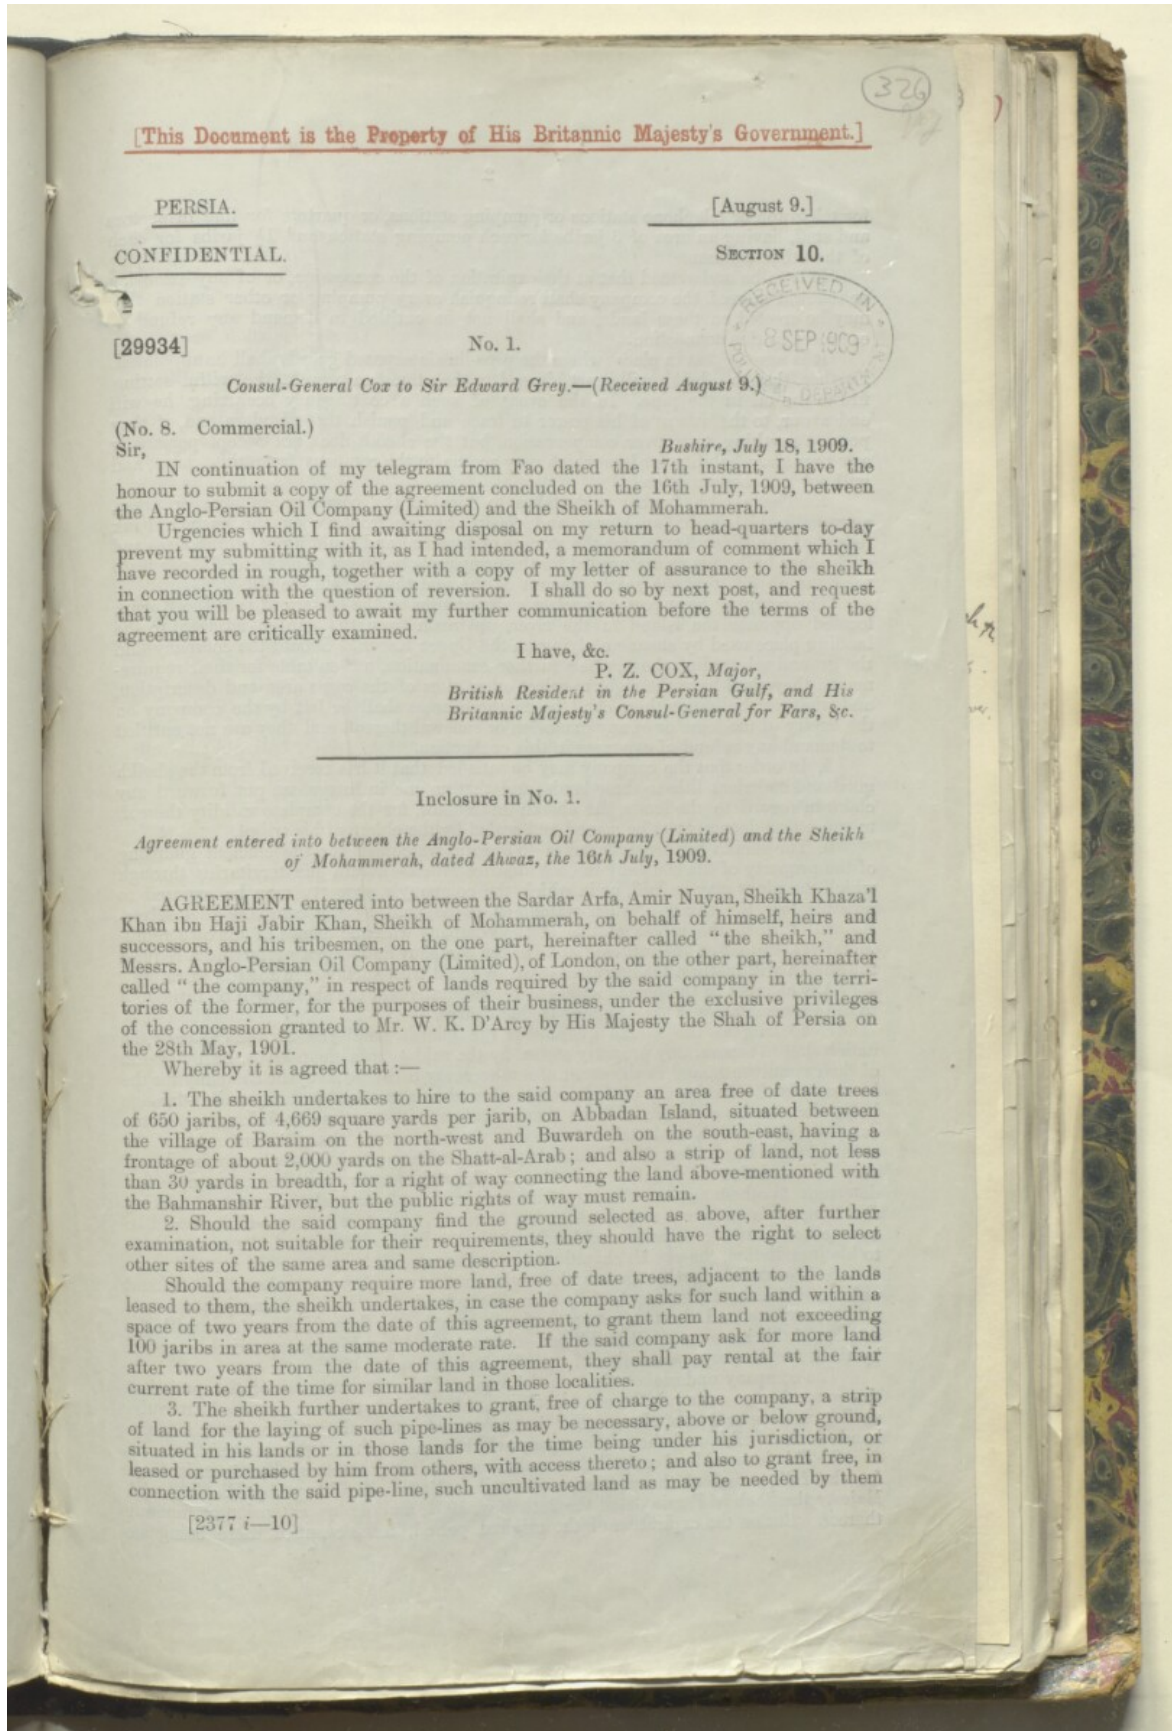 326
[This Document is the Property of His Britannic Majesty's Government.]
PERSIA.
[August 9.]
CONFIDENTIAL.
SECTION 10.
RECEIVED IN
8 SEP 1909
POLITICAL DEPARTMENT
[29934]
No. 1.
Consul-General Cox to Sir Edward Grey.—(Received August 9.)
(No. 8. Commercial.)
Sir,
Bushire, July 18, 1909.
IN continuation of my telegram from Fao dated the 17th instant, I have the
honour to submit a copy of the agreement concluded on the 16th July, 1909, between
the Anglo-Persian Oil Company (Limited) and the Sheikh of Mohammerah.
Urgencies which I find awaiting disposal on my return to head-quarters to-day
prevent my submitting with it, as I had intended, a memorandum of comment which I
have recorded in rough, together with a copy of my letter of assurance to the sheikh
in connection with the question of reversion. I shall do so by next post, and request
that you will be pleased to await my further communication before the terms of the
agreement are critically examined.
I have, &c.
P. Z. COX, Major,
British Resident in the Persian Gulf, and His
Britannic Majesty's Consul-General for Fars, &c.
Inclosure in No. 1.
Agreement entered into between the Anglo-Persian Oil Company (Limited) and the Sheikh
of Mohammerah, dated Ahwaz, the 16th July, 1909.
AGREEMENT entered into between the Sardar Arfa, Amir Nuyan, Sheikh Khaza'l
Khan ibn Haji Jabir Khan, Sheikh of Mohammerah, on behalf of himself, heirs and
successors, and his tribesmen, on the one part, hereinafter called "the sheikh," and
Messrs. Anglo-Persian Oil Company (Limited), of London, on the other part, hereinafter
called "the company," in respect of lands required by the said company in the terri-
tories of the former, for the purposes of their business, under the exclusive privileges
of the concession granted to Mr. W. K. D'Arcy by His Majesty the Shah of Persia on
the 28th May, 1901.
Whereby it is agreed that :—
1. The sheikh undertakes to hire to the said company an area free of date trees
of 650 jaribs, of 4,669 square yards per jarib, on Abbadan Island, situated between
the village of Baraim on the north-west and Buwardeh on the south-east, having a
frontage of about 2,000 yards on the Shatt-al-Arab; and also a strip of land, not less
than 30 yards in breadth, for a right of way connecting the land above-mentioned with
the Bahmanshir River, but the public rights of way must remain.
2. Should the said company find the ground selected as above, after further
examination, not suitable for their requirements, they should have the right to select
other sites of the same area and same description.
Should the company require more land, free of date trees, adjacent to the lands
leased to them, the sheikh undertakes, in case the company asks for such land within a
space of two years from the date of this agreement, to grant them land not exceeding
100 jaribs in area at the same moderate rate. If the said company ask for more land
after two years from the date of this agreement, they shall pay rental at the fair
current rate of the time for similar land in those localities.
3. The sheikh further undertakes to grant, free of charge to the company, a strip
of land for the laying of such pipe-lines as may be necessary, above or below ground,
situated in his lands or in those lands for the time being under his jurisdiction, or
leased or purchased by him from others, with access thereto; and also to grant free, in
connection with the said pipe-line, such uncultivated land as may be needed by them
[2377 i—10]